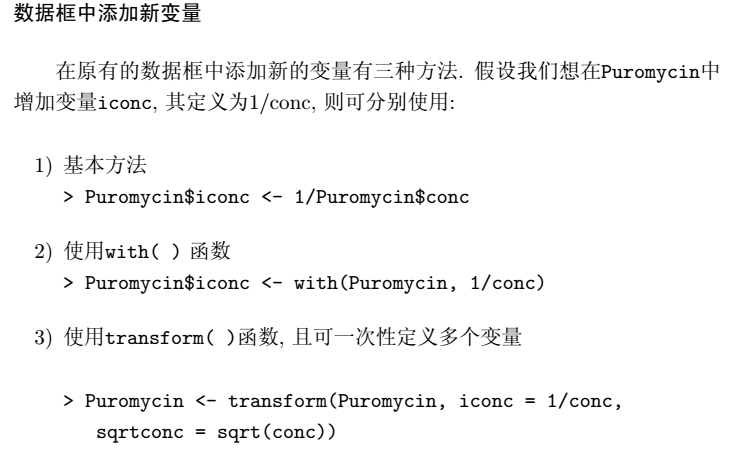 数据框中添加新变量
在原有的数据框中添加新的变量有三种方法. 假设我们想在Puromycin中
增加变量iconc, 其定义为1/conc, 则可分别使用:
1) 基本方法
> Puromycin$iconc <- 1/Puromycin$conc
2) 使用with( ) 函数
> Puromycin$iconc <- with(Puromycin, 1/conc)
3) 使用transform( )函数, 且可一次性定义多个变量
> Puromycin <- transform(Puromycin, iconc = 1/conc,
sqrtconc = sqrt(conc))